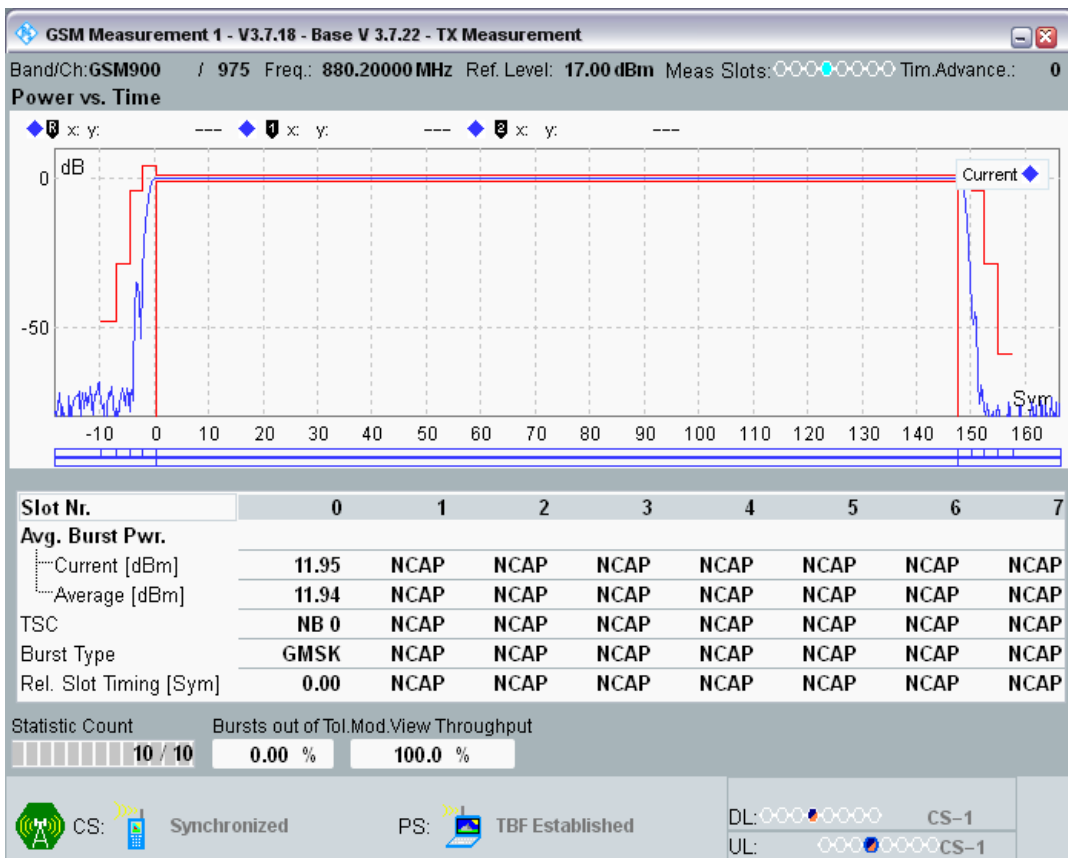 GSM Measurement 1 - V3.7.18 - Base V 3.7.22 - TX Measurement
Band/Ch:GSM900 / 975 Freq.: 880.20000 MHz Ref. Level: 17.00 dBm Meas Slots: Tim.Advance.: 0
Power vs. Time
R x: y: --- 1 x: y: --- 2 x: y: ---
dB
Current
0
-50
Sym
-10 0 10 20 30 40 50 60 70 80 90 100 110 120 130 140 150 160
Slot Nr. 0 1 2 3 4 5 6 7
Avg. Burst Pwr.
Current [dBm] 11.95 NCAP NCAP NCAP NCAP NCAP NCAP NCAP
Average [dBm] 11.94 NCAP NCAP NCAP NCAP NCAP NCAP NCAP
TSC NB 0 NCAP NCAP NCAP NCAP NCAP NCAP NCAP
Burst Type GMSK NCAP NCAP NCAP NCAP NCAP NCAP NCAP
Rel. Slot Timing [Sym] 0.00 NCAP NCAP NCAP NCAP NCAP NCAP NCAP
Statistic Count Bursts out of Tol.Mod.View Throughput
10 / 10 0.00 % 100.0 %
CS: Synchronized PS: TBF Established
DL: CS-1
UL: CS-1